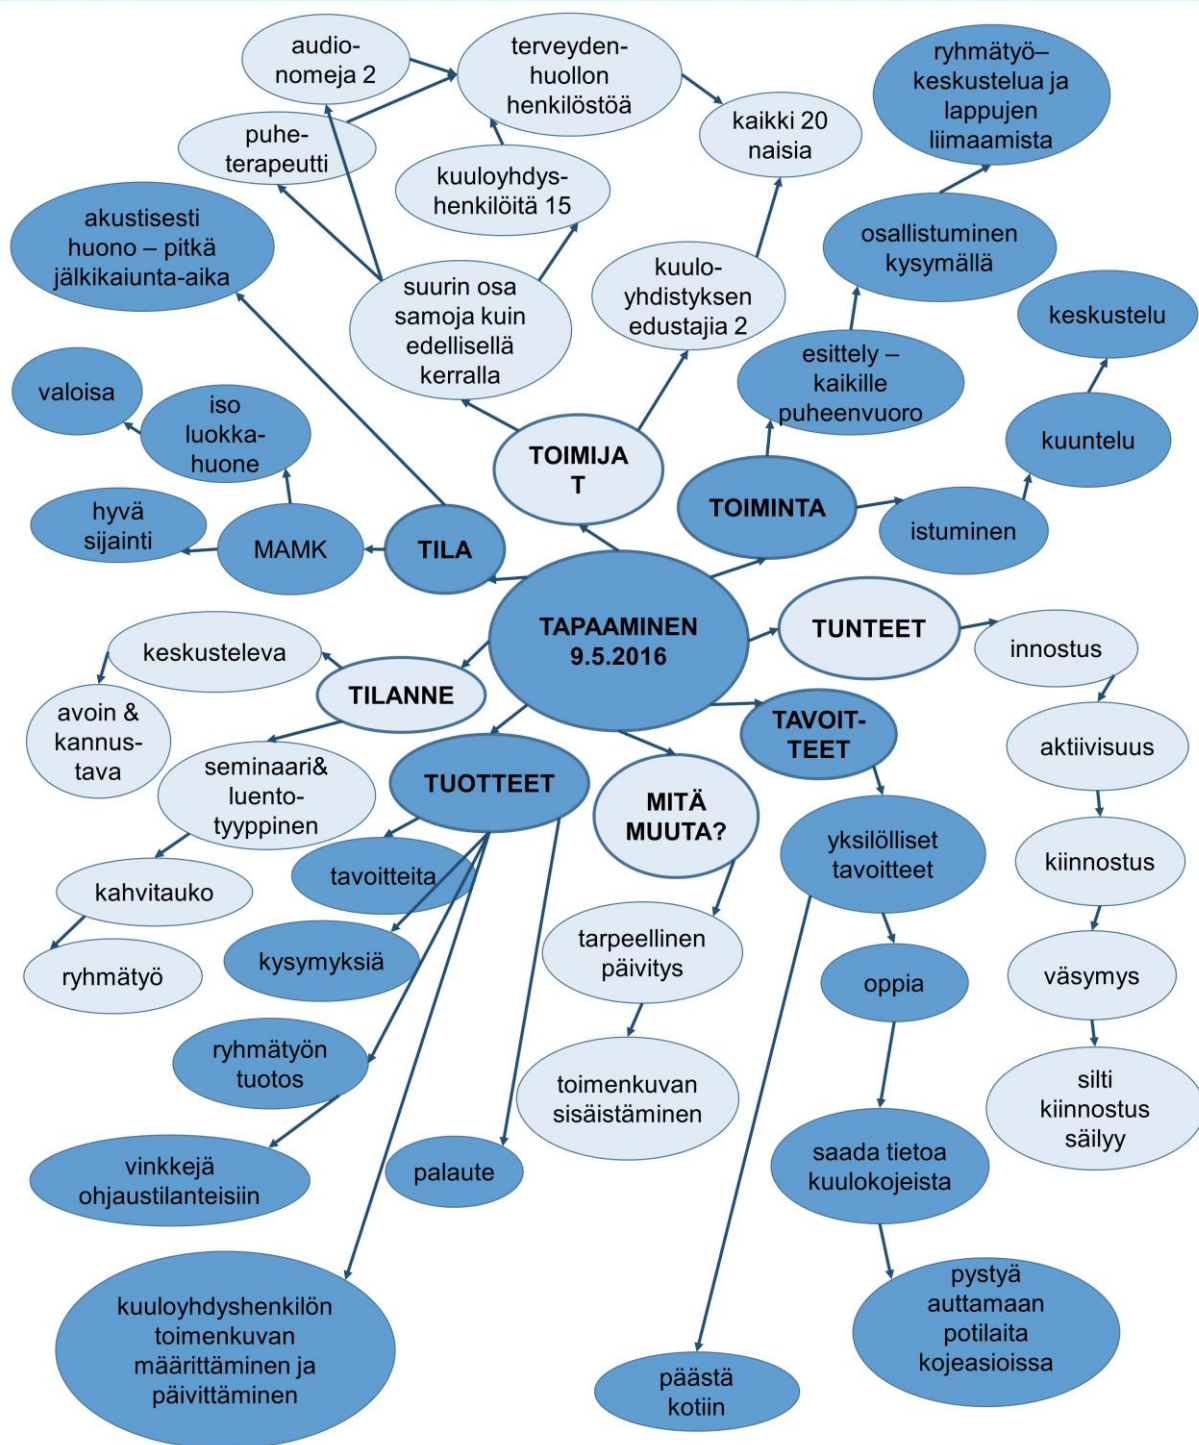 audio-
nomeja 2
terveyden-
huollon
henkilöstöä
ryhmätyö–
keskustelua ja
lappujen
liimaamista
kaikki 20
naisia
puhe-
terapeutti
kuuloyhdys-
henkilöitä 15
akustisesti
huono – pitkä
jälkikaiunta-aika
osallistuminen
kysymällä
suurin osa
samoja kuin
edellisellä
kerralla
kuulo-
yhdistyksen
edustajia 2
keskustelu
esittely –
kaikille
puheenvuoro
valoisa
iso
luokka-
huone
kuuntelu
TOIMIJA
T
TOIMINTA
istuminen
hyvä
sijainti
MAMK
TILA
TAPAAMINEN
9.5.2016
TUNTEET
innostus
keskusteleva
TILANNE
avoin &
kannus-
tava
TAVOIT-
TEET
aktiivisuus
seminaari&
luento-
tyyppinen
TUOTTEET
MITÄ
MUUTA?
yksilölliset
tavoitteet
kiinnostus
tavoitteita
kahvitauko
tarpeellinen
päivitys
kysymyksiä
ryhmätyö
oppia
väsymys
ryhmätyön
tuotos
toimenkuvan
sisäistäminen
silti
kiinnostus
säilyy
vinkkejä
ohjaustilanteisiin
palaute
saada tietoa
kuulokojeista
kuuloyhdyshenkilön
toimenkuvan
määrittäminen ja
päivittäminen
pystyä
auttamaan
potilaita
kojeasioissa
päästä
kotiin